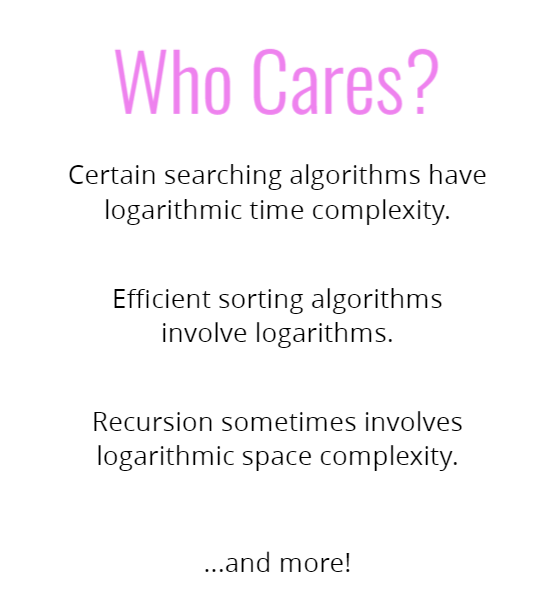 Who Cares?
Certain searching algorithms have
logarithmic time complexity.
Efficient sorting algorithms
involve logarithms.
Recursion sometimes involves
logarithmic space complexity.
...and more!